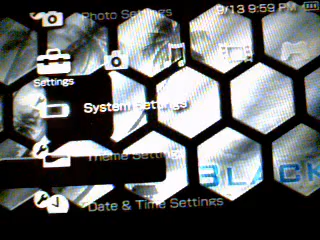 Photo Settings
9/13 9:59 PM
Settings
System Settings
Theme Settings
BLACK
Date & Time Settings